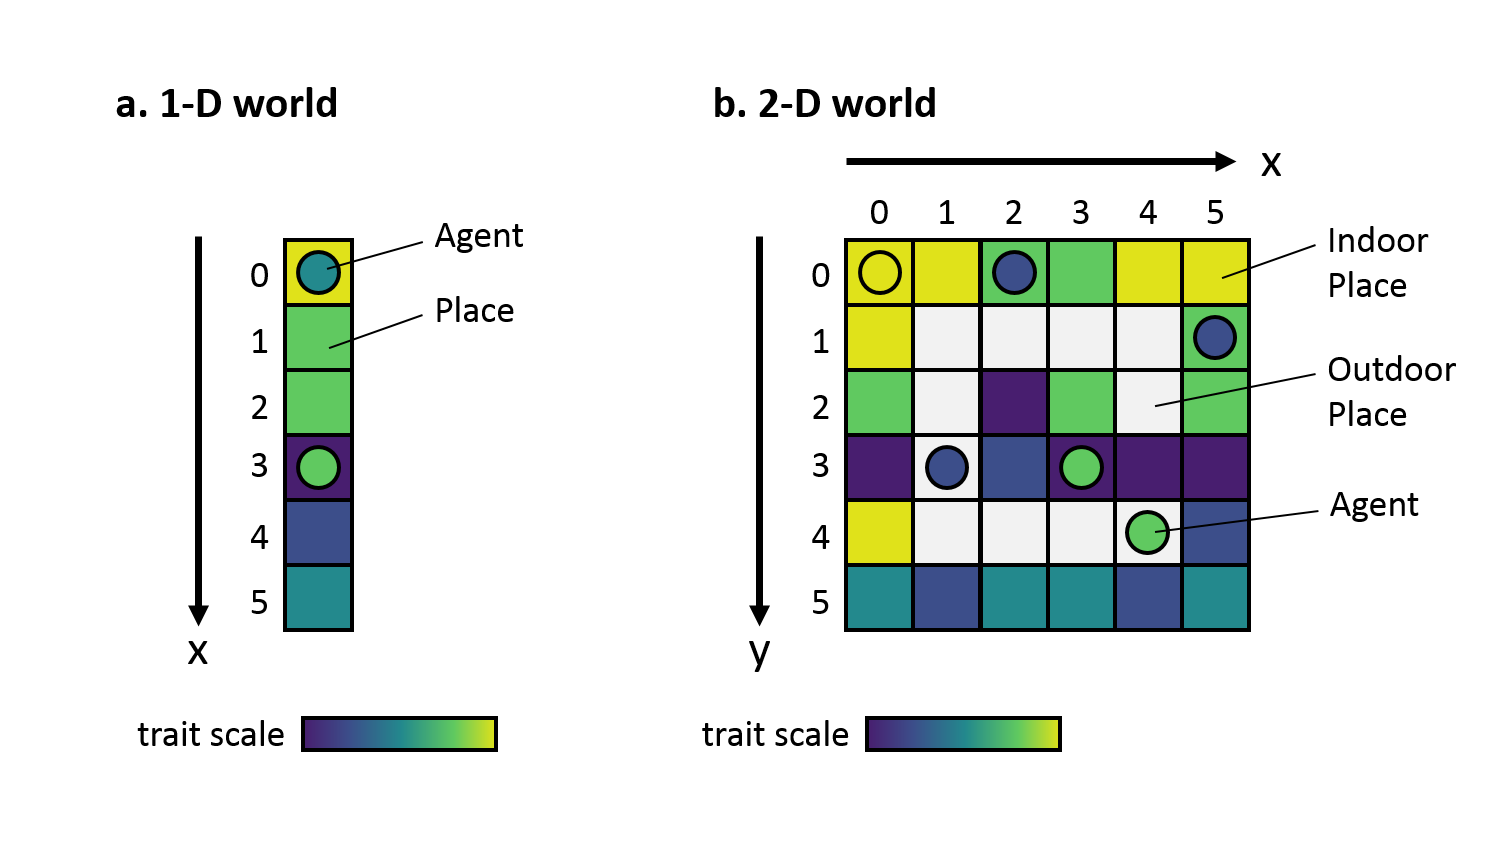 a. 1-D world
Agent
Place
0
1
2
3
4
5
x
trait scale
b. 2-D world
x
0 1 2 3 4 5
0
1
2
3
4
5
y
Indoor
Place
Outdoor
Place
Agent
trait scale